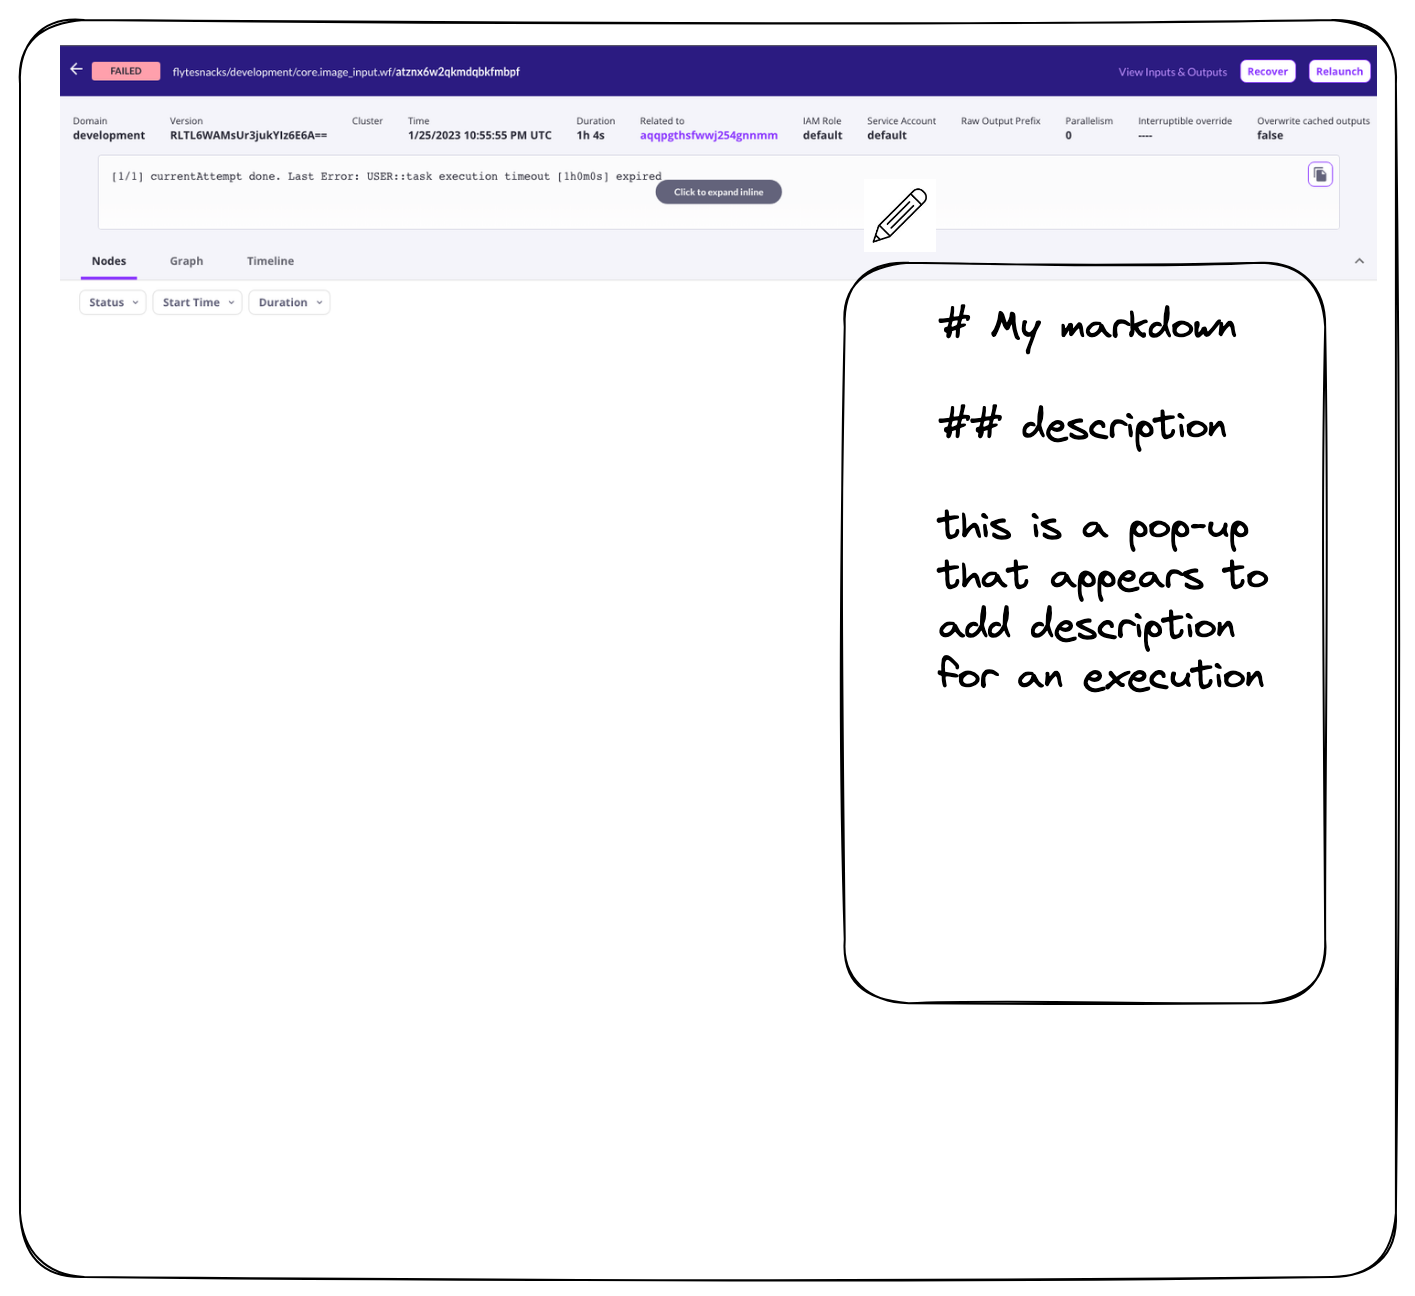 FAILED flytesnacks/development/core.image_input.wf/atznx6w2qkmdqbkfmbpf View Inputs & Outputs Recover Relaunch
Domain Version Cluster Time Duration Related to IAM Role Service Account Raw Output Prefix Parallelism Interruptible override Overwrite cached outputs
development RLTL6WAMsUr3jukYIz6E6A== 1/25/2023 10:55:55 PM UTC 1h 4s aqqpgthsfwwj254gnnmm default default 0 ---- false
[1/1] currentAttempt done. Last Error: USER::task execution timeout [1h0m0s] expired
Click to expand inline
Nodes Graph Timeline
Status Start Time Duration
# My markdown
## description
this is a pop-up
that appears to
add description
for an execution